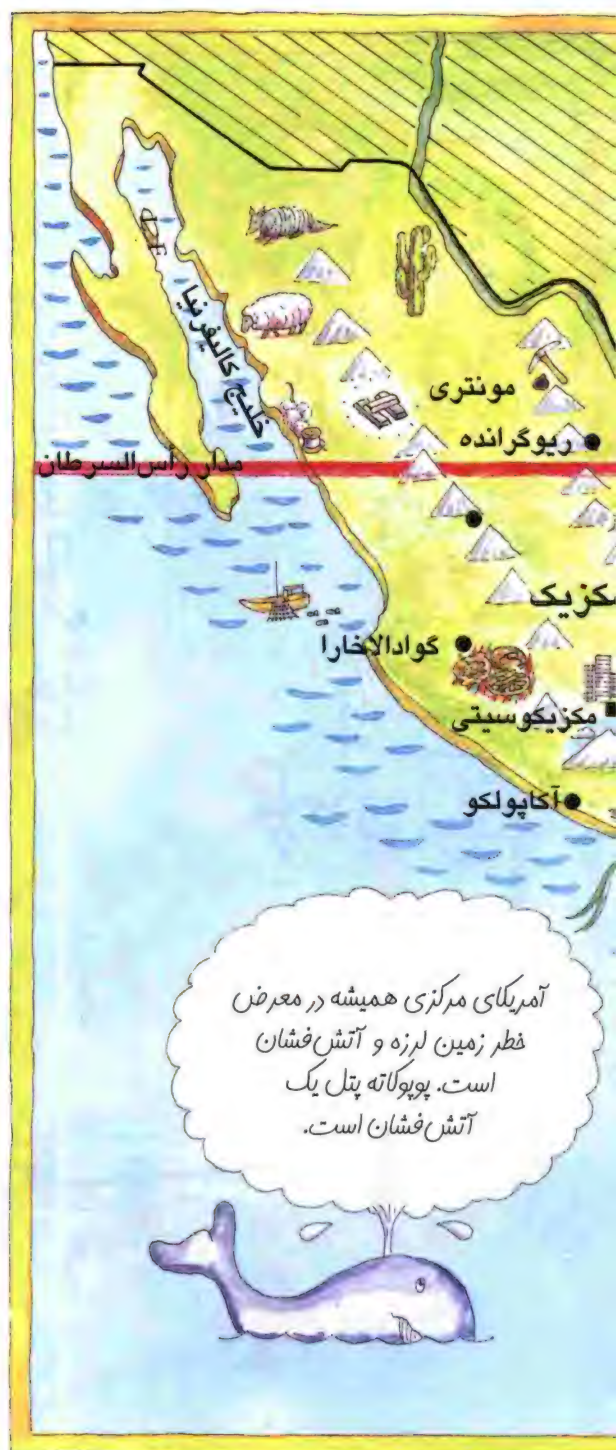 خلیج کالیفرنیا
مونتری
ریوگرانده
مدار رأس‌السرطان
مکزیک
گوادالاخارا
مکزیکوسیتی
آکاپولکو
آمریکای مرکزی همیشه در معرض
خطر زمین لرزه و آتش‌فشان
است. پوپوکاته پتل یک
آتش‌فشان است.